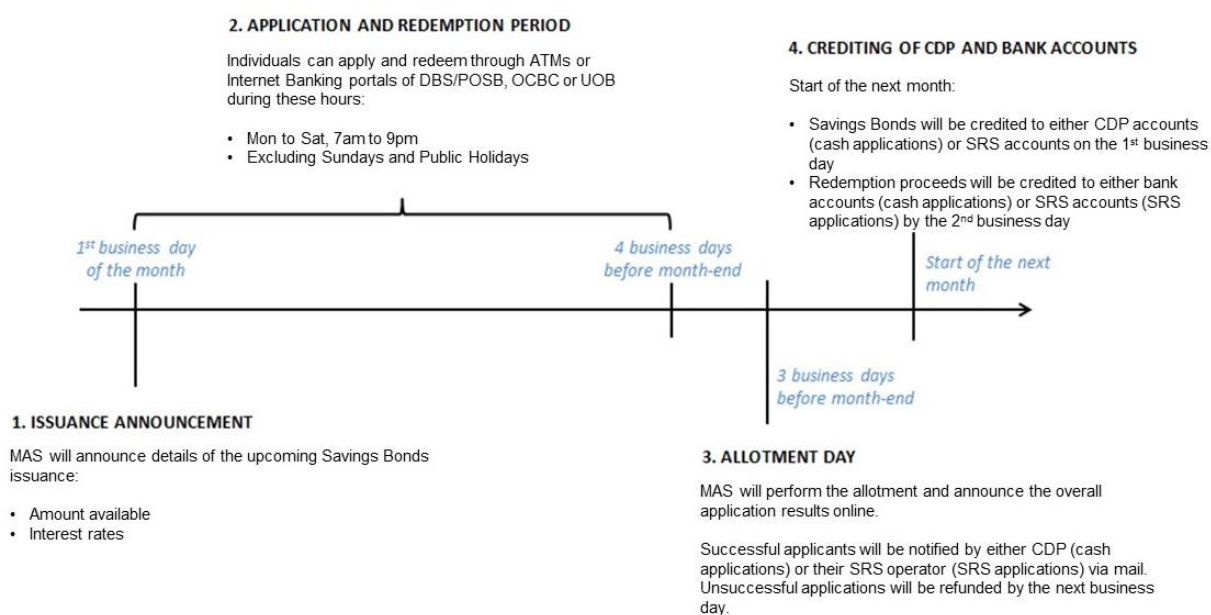 2. APPLICATION AND REDEMPTION PERIOD
Individuals can apply and redeem through ATMs or
Internet Banking portals of DBS/POSB, OCBC or UOB
during these hours:
• Mon to Sat, 7am to 9pm
• Excluding Sundays and Public Holidays
4. CREDITING OF CDP AND BANK ACCOUNTS
Start of the next month:
• Savings Bonds will be credited to either CDP accounts
(cash applications) or SRS accounts on the 1st business
day
• Redemption proceeds will be credited to either bank
accounts (cash applications) or SRS accounts (SRS
applications) by the 2nd business day
1st business day
of the month
4 business days
before month-end
Start of the next
month
3 business days
before month-end
1. ISSUANCE ANNOUNCEMENT
MAS will announce details of the upcoming Savings Bonds
issuance:
• Amount available
• Interest rates
3. ALLOTMENT DAY
MAS will perform the allotment and announce the overall
application results online.
Successful applicants will be notified by either CDP (cash
applications) or their SRS operator (SRS applications) via mail.
Unsuccessful applications will be refunded by the next business
day.